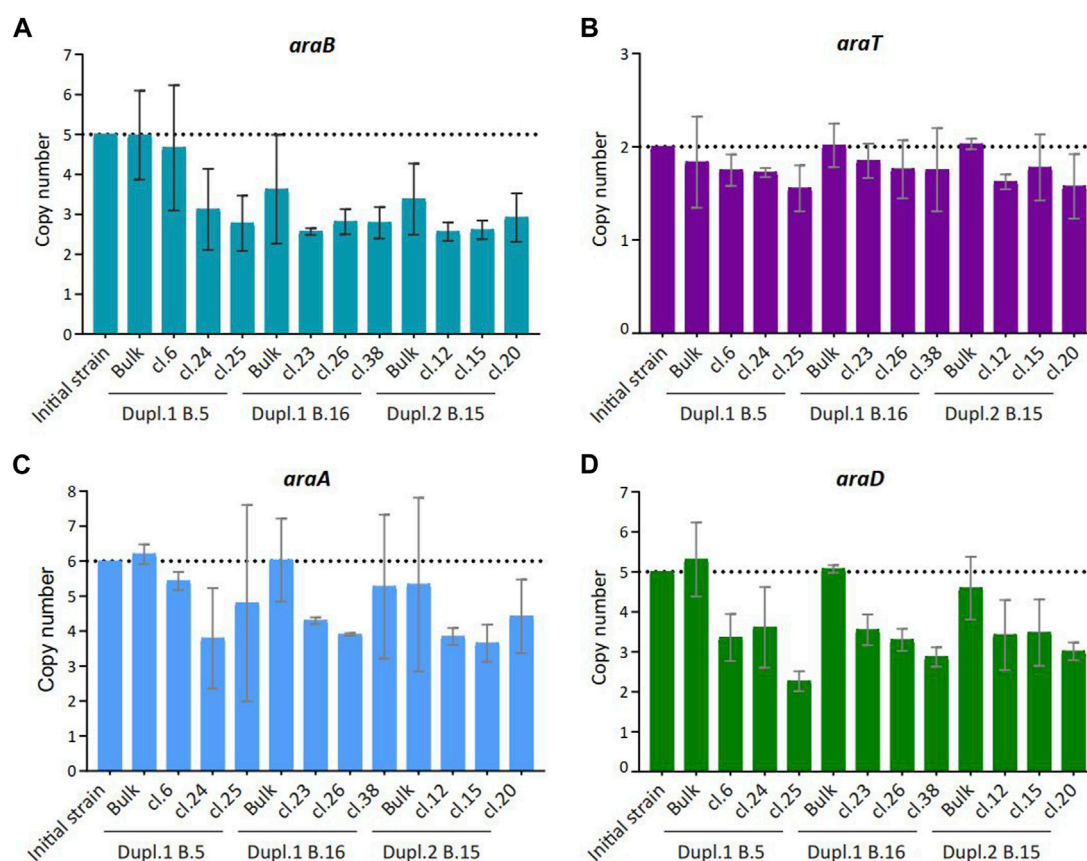 A
araB
Copy number
7
6
5
4
3
2
1
0
Initial strain
Bulk
cl.6
cl.24
cl.25
Bulk
cl.23
cl.26
cl.38
Bulk
cl.12
cl.15
cl.20
Dupl.1 B.5
Dupl.1 B.16
Dupl.2 B.15
B
araT
Copy number
3
2
1
0
Initial strain
Bulk
cl.6
cl.24
cl.25
Bulk
cl.23
cl.26
cl.38
Bulk
cl.12
cl.15
cl.20
Dupl.1 B.5
Dupl.1 B.16
Dupl.2 B.15
C
araA
Copy number
8
7
6
5
4
3
2
1
0
Initial strain
Bulk
cl.6
cl.24
cl.25
Bulk
cl.23
cl.26
cl.38
Bulk
cl.12
cl.15
cl.20
Dupl.1 B.5
Dupl.1 B.16
Dupl.2 B.15
D
araD
Copy number
7
6
5
4
3
2
1
0
Initial strain
Bulk
cl.6
cl.24
cl.25
Bulk
cl.23
cl.26
cl.38
Bulk
cl.12
cl.15
cl.20
Dupl.1 B.5
Dupl.1 B.16
Dupl.2 B.15